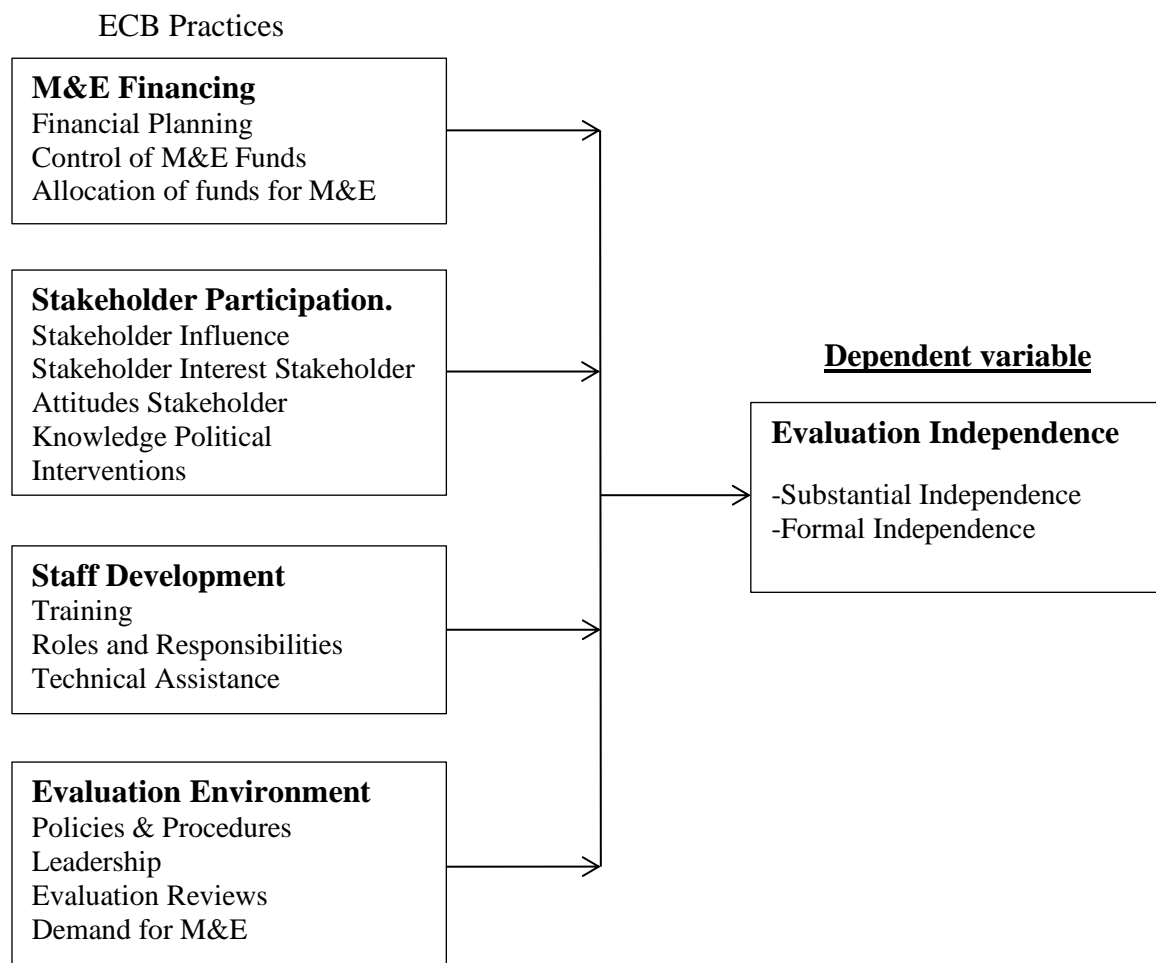 ECB Practices
M&E Financing
Financial Planning
Control of M&E Funds
Allocation of funds for M&E
Stakeholder Participation.
Stakeholder Influence
Stakeholder Interest Stakeholder
Attitudes Stakeholder
Knowledge Political
Interventions
Staff Development
Training
Roles and Responsibilities
Technical Assistance
Evaluation Environment
Policies & Procedures
Leadership
Evaluation Reviews
Demand for M&E
Dependent variable
Evaluation Independence
-Substantial Independence
-Formal Independence